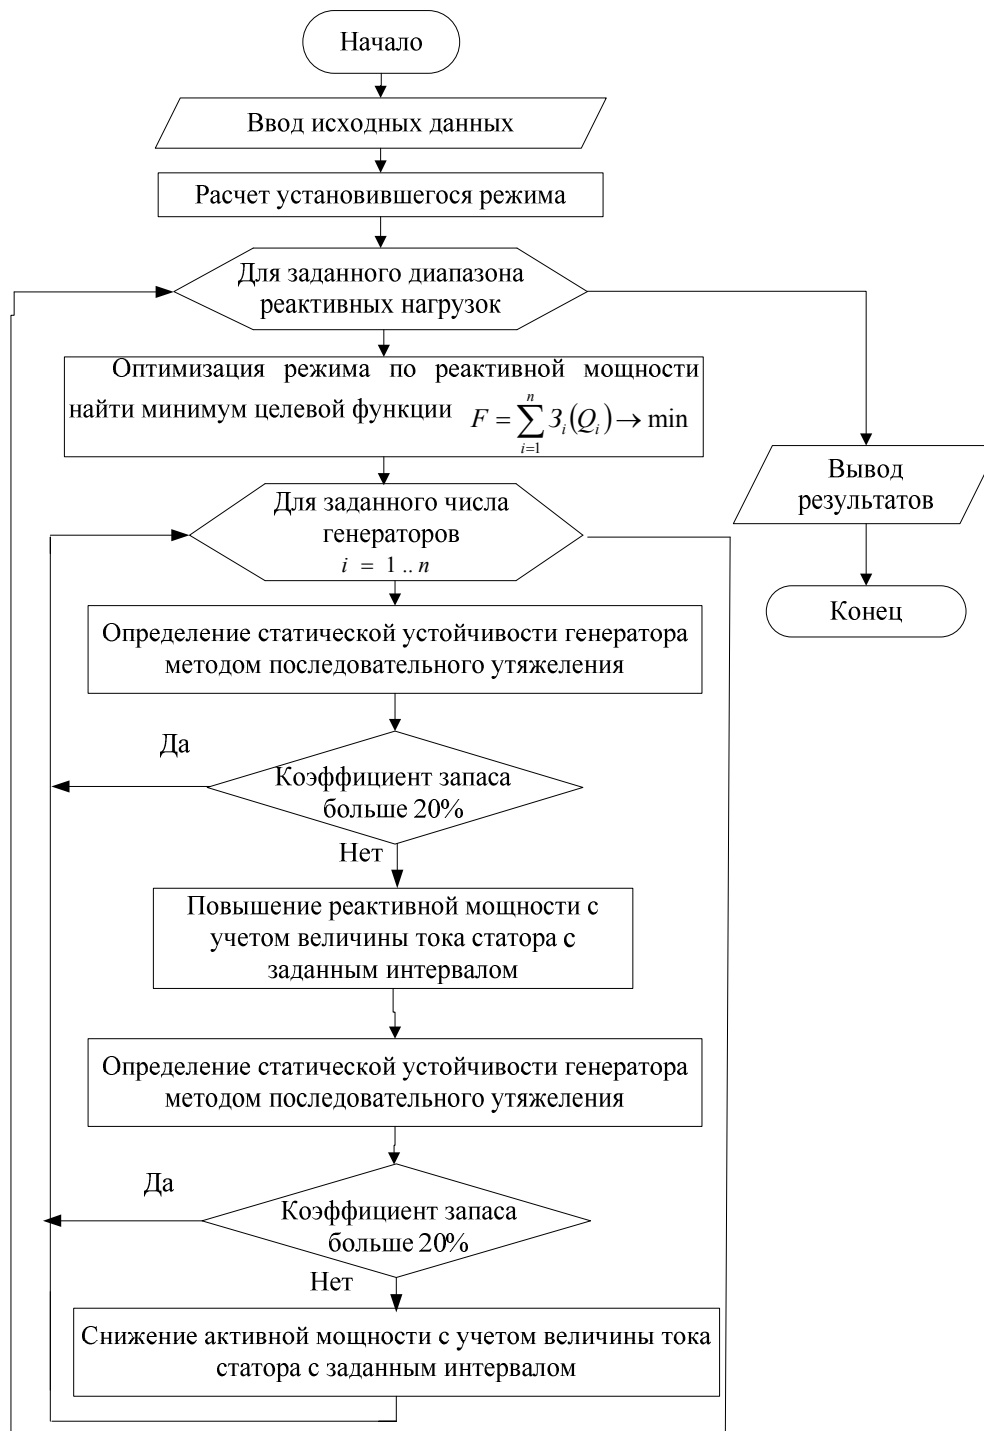 Начало
Ввод исходных данных
Расчет установившегося режима
Для заданного диапазона
реактивных нагрузок
Оптимизация режима по реактивной мощности
найти минимум целевой функции F = ∑ᵢ₌₁ⁿ Зᵢ(Qᵢ) → min
Вывод
результатов
Для заданного числа
генераторов
i = 1 .. n
Конец
Определение статической устойчивости генератора
методом последовательного утяжеления
Да
Коэффициент запаса
больше 20%
Нет
Повышение реактивной мощности с
учетом величины тока статора с
заданным интервалом
Определение статической устойчивости генератора
методом последовательного утяжеления
Да
Коэффициент запаса
больше 20%
Нет
Снижение активной мощности с учетом величины тока
статора с заданным интервалом